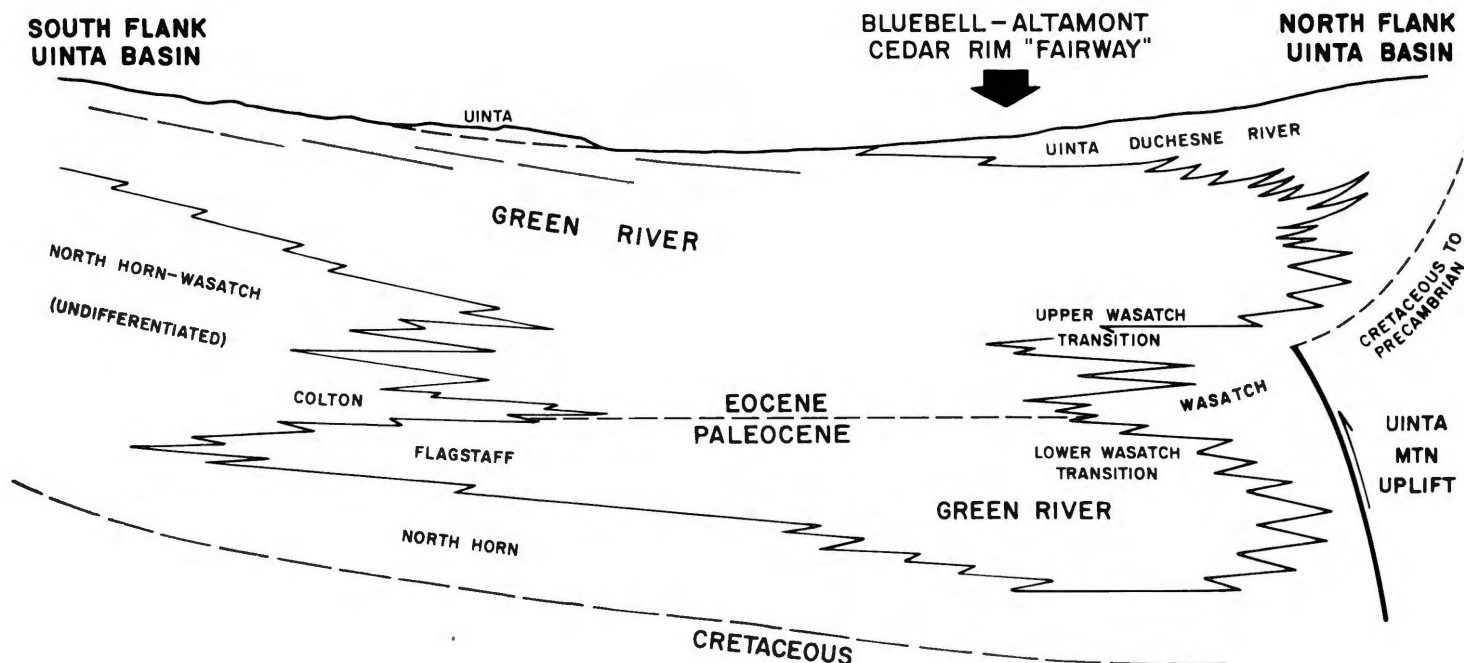 SOUTH FLANK
UINTA BASIN
BLUEBELL-ALTAMONT
CEDAR RIM "FAIRWAY"
NORTH FLANK
UINTA BASIN
UINTA
UINTA DUCHESNE RIVER
GREEN RIVER
NORTH HORN-WASATCH
(UNDIFFERENTIATED)
CRETACEOUS TO
PRECAMBRIAN
UPPER WASATCH
TRANSITION
COLTON
WASATCH
EOCENE
PALEOCENE
FLAGSTAFF
LOWER WASATCH
TRANSITION
UINTA
MTN
UPLIFT
GREEN RIVER
NORTH HORN
CRETACEOUS